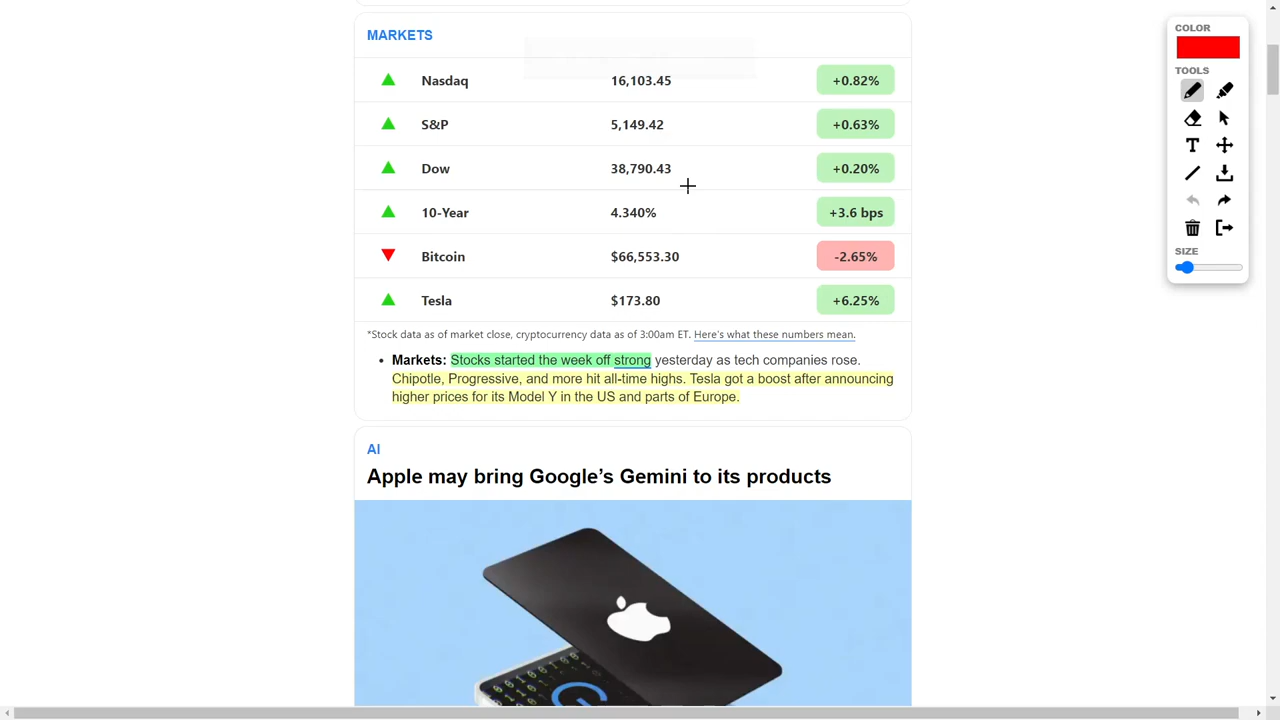 MARKETS
Nasdaq 16,103.45 +0.82%
S&P 5,149.42 +0.63%
Dow 38,790.43 +0.20%
10-Year 4.340% +3.6 bps
Bitcoin $66,553.30 -2.65%
Tesla $173.80 +6.25%
*Stock data as of market close, cryptocurrency data as of 3:00am ET. Here's what these numbers mean.
• Markets: Stocks started the week off strong yesterday as tech companies rose.
Chipotle, Progressive, and more hit all-time highs. Tesla got a boost after announcing
higher prices for its Model Y in the US and parts of Europe.
AI
Apple may bring Google’s Gemini to its products
COLOR
TOOLS
T
SIZE